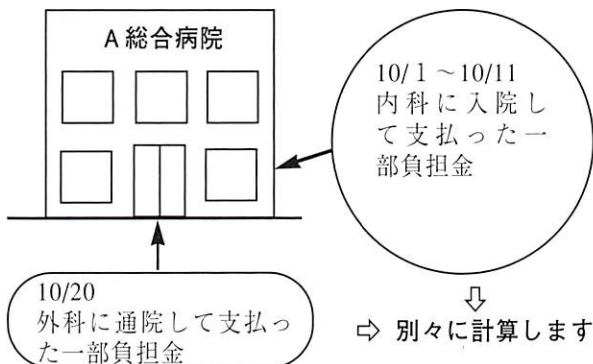 A総合病院
10/1～10/11
内科に入院し
て支払った一
部負担金
10/20
外科に通院して支払っ
た一部負担金
⇨ 別々に計算します